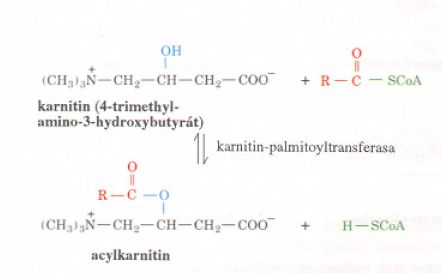 OH
O
(CH₃)₃N⁺—CH₂—CH—CH₂—COO⁻ + R—C—SCoA
karnitin (4-trimethyl-
amino-3-hydroxybutyrát)
karnitin-palmitoyltransferasa
O
R—C—O
(CH₃)₃N⁺—CH₂—CH—CH₂—COO⁻ + H—SCoA
acylkarnitin